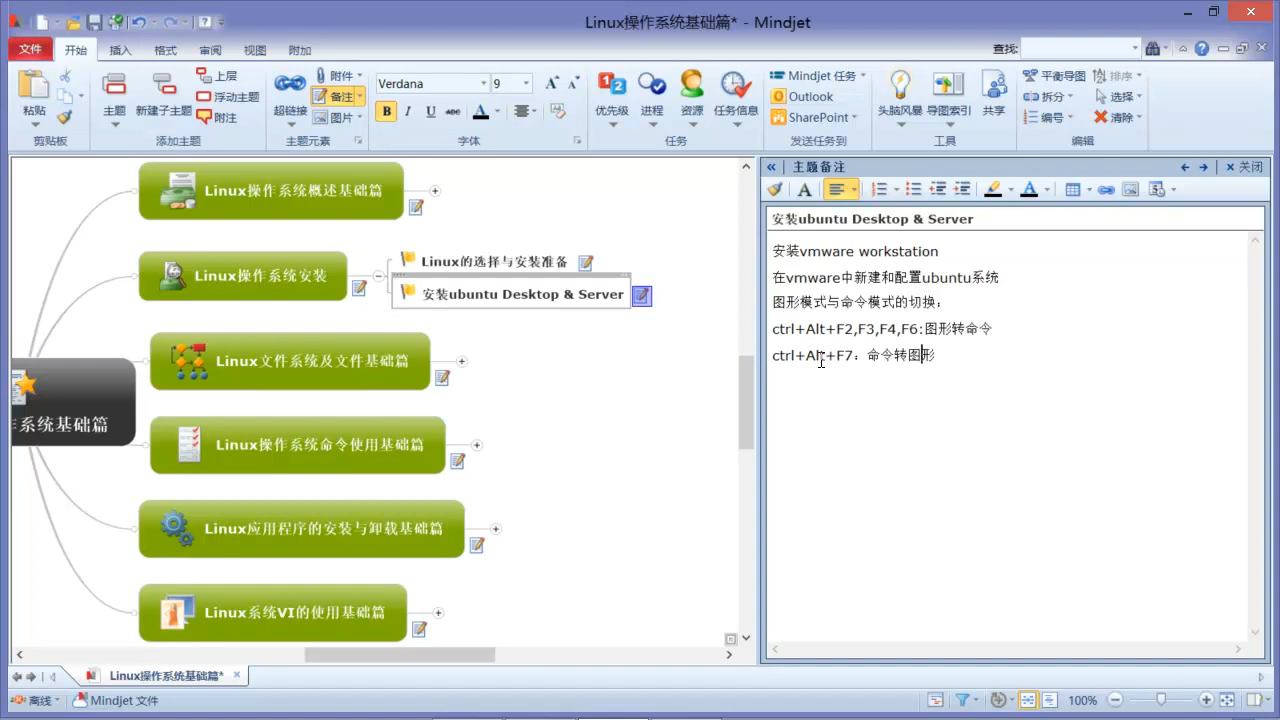 Linux操作系统基础篇* - Mindjet
文件
开始
插入
格式
审阅
视图
附加
查找:
粘贴
剪贴板
主题
新建子主题
上层
浮动主题
附注
添加主题
超链接
附件
备注
图片
主题元素
Verdana
9
字体
优先级
进程
资源
任务信息
任务
Mindjet 任务
Outlook
SharePoint
发送任务到
头脑风暴
导图索引
共享
工具
平衡导图
排序
拆分
选择
编号
清除
编辑
Linux操作系统概述基础篇
Linux操作系统安装
Linux的选择与安装准备
安装ubuntu Desktop & Server
Linux文件系统及文件基础篇
作系统基础篇
Linux操作系统命令使用基础篇
Linux应用程序的安装与卸载基础篇
Linux系统VI的使用基础篇
主题备注
关闭
安装ubuntu Desktop & Server
安装vmware workstation
在vmware中新建和配置ubuntu系统
图形模式与命令模式的切换：
ctrl+Alt+F2,F3,F4,F6:图形转命令
ctrl+Alt+F7：命令转图形
Linux操作系统基础篇*
离线
Mindjet 文件
100%